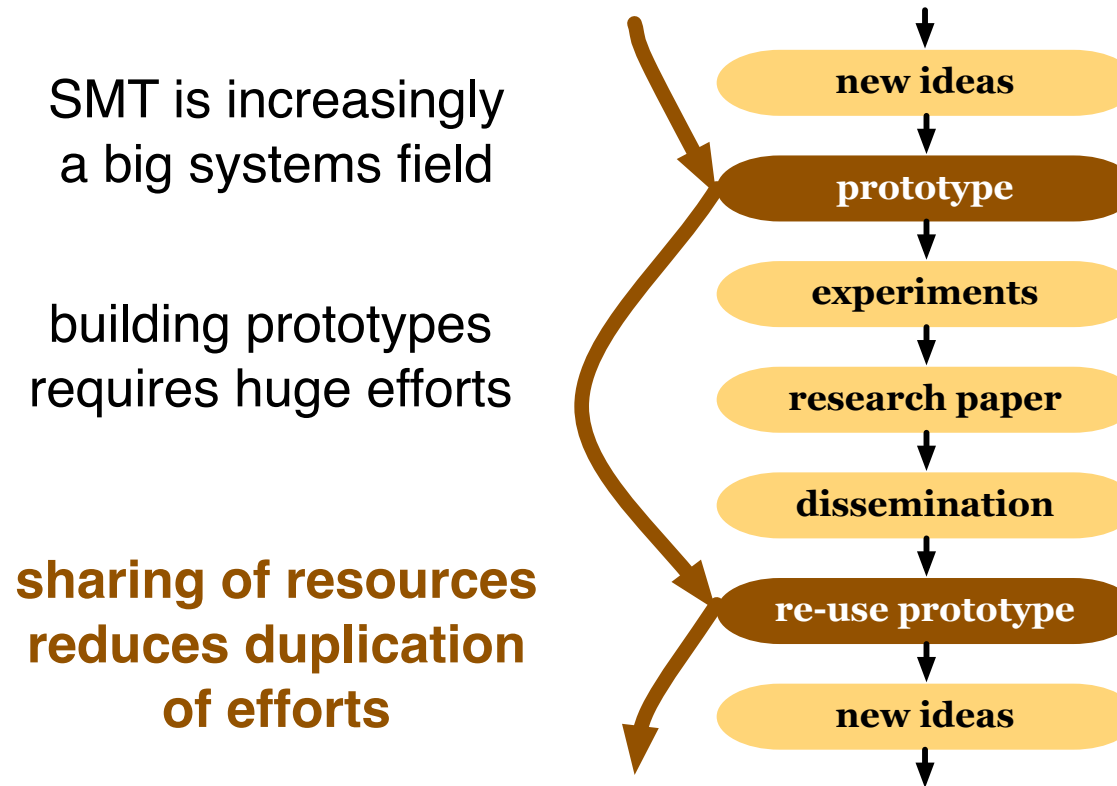 SMT is increasingly
a big systems field
building prototypes
requires huge efforts
sharing of resources
reduces duplication
of efforts
new ideas
prototype
experiments
research paper
dissemination
re-use prototype
new ideas